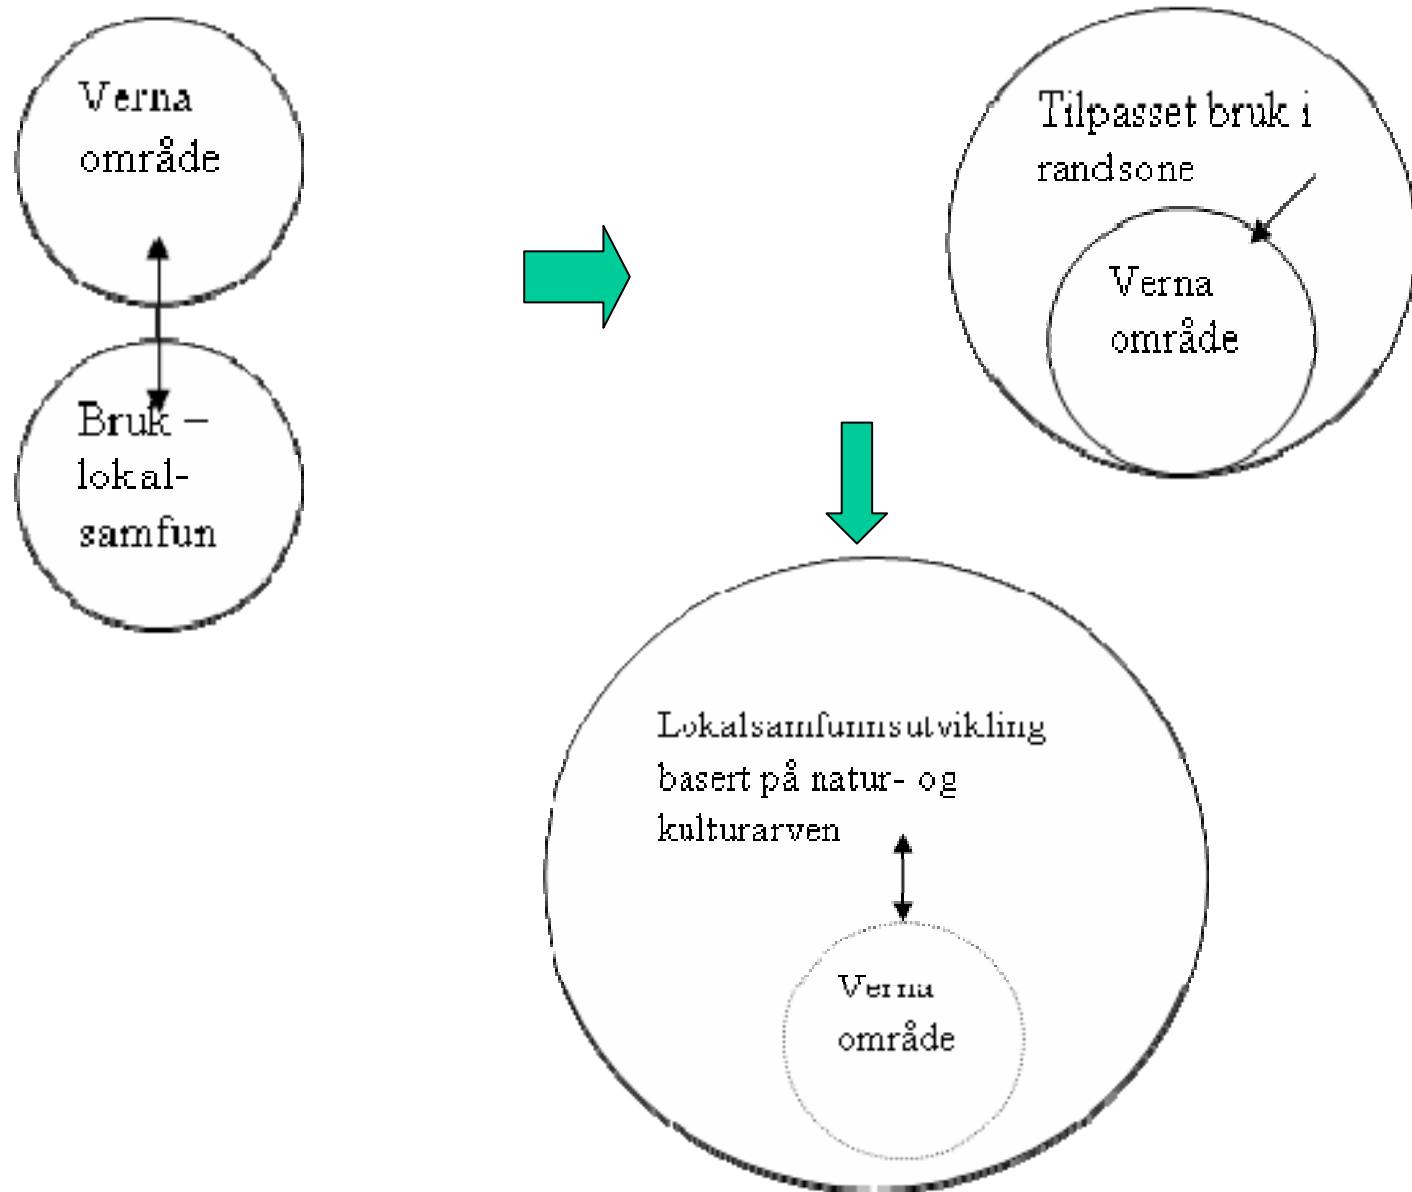 Verna
område
Bruk –
lokal-
samfun
Tilpasset bruk i
randsone
Verna
område
Lokalsamfunnsutvikling
basert på natur- og
kulturarven
Verna
område